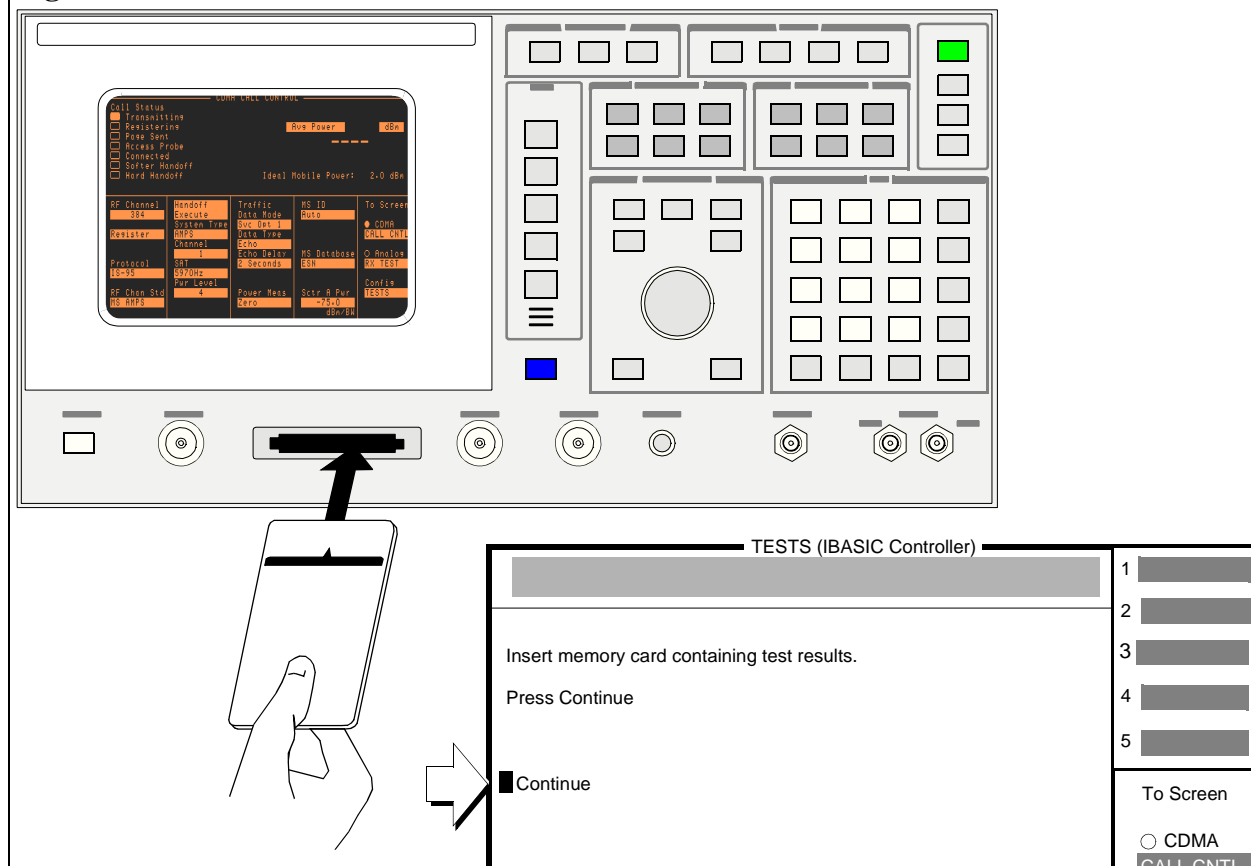 CDMA CALL CONTROL
Call Status
Transmitting
Registering
Page Sent
Access Probe
Connected
Softer Handoff
Hard Handoff
Avg Power dBm
Ideal Mobile Power: 2.0 dBm
RF Channel
384
Register
Protocol
IS-95
RF Chan Std
MS AMPS
Handoff
Execute
System Type
AMPS
Channel
1
SAT
5970Hz
Pwr Level
4
Traffic
Data Mode
Svc Opt 1
Data Type
Echo
Echo Delay
2 Seconds
Power Meas
Zero
MS ID
Auto
MS Database
ESN
Sctr A Pwr
-75.0
dBm/BW
To Screen
CDMA
CALL CNTL
Analog
RX TEST
Config
TESTS
TESTS (IBASIC Controller)
Insert memory card containing test results.
Press Continue
Continue
1
2
3
4
5
To Screen
CDMA
CALL CNTL